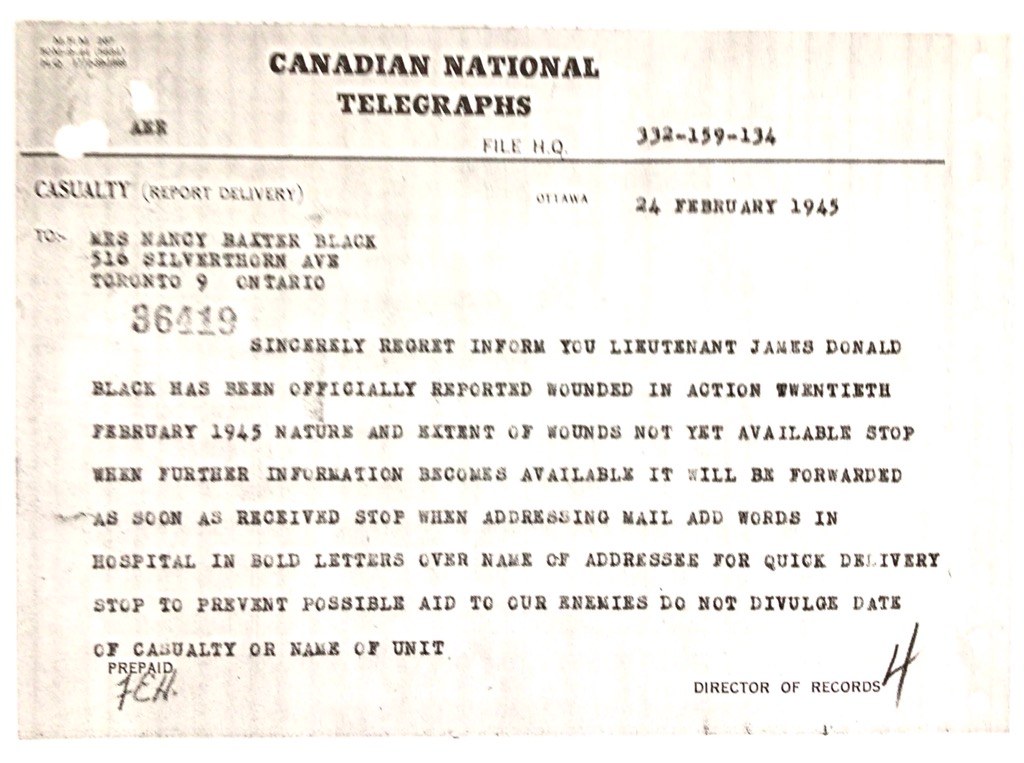 CANADIAN NATIONAL
TELEGRAPHS
FILE H.Q. 332-159-134
CASUALTY (REPORT DELIVERY) OTTAWA 24 FEBRUARY 1945
TO:- MRS NANCY BAXTER BLACK
516 SILVERTHORN AVE
TORONTO 9 ONTARIO
36419
SINCERELY REGRET INFORM YOU LIEUTENANT JAMES DONALD
BLACK HAS BEEN OFFICIALLY REPORTED WOUNDED IN ACTION TWENTIETH
FEBRUARY 1945 NATURE AND EXTENT OF WOUNDS NOT YET AVAILABLE STOP
WHEN FURTHER INFORMATION BECOMES AVAILABLE IT WILL BE FORWARDED
AS SOON AS RECEIVED STOP WHEN ADDRESSING MAIL ADD WORDS IN
HOSPITAL IN BOLD LETTERS OVER NAME OF ADDRESSEE FOR QUICK DELIVERY
STOP TO PREVENT POSSIBLE AID TO OUR ENEMIES DO NOT DIVULGE DATE
OF CASUALTY OR NAME OF UNIT
PREPAID
DIRECTOR OF RECORDS 4